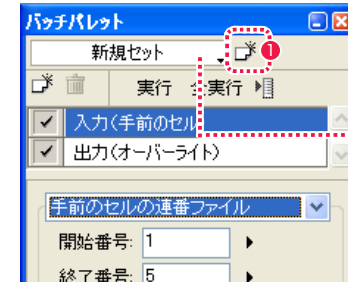 バッチパレット
新規セット
1
実行 全実行
入力(手前のセル
出力(オーバーライト)
手前のセルの連番ファイル
開始番号: 1
終了番号: 5